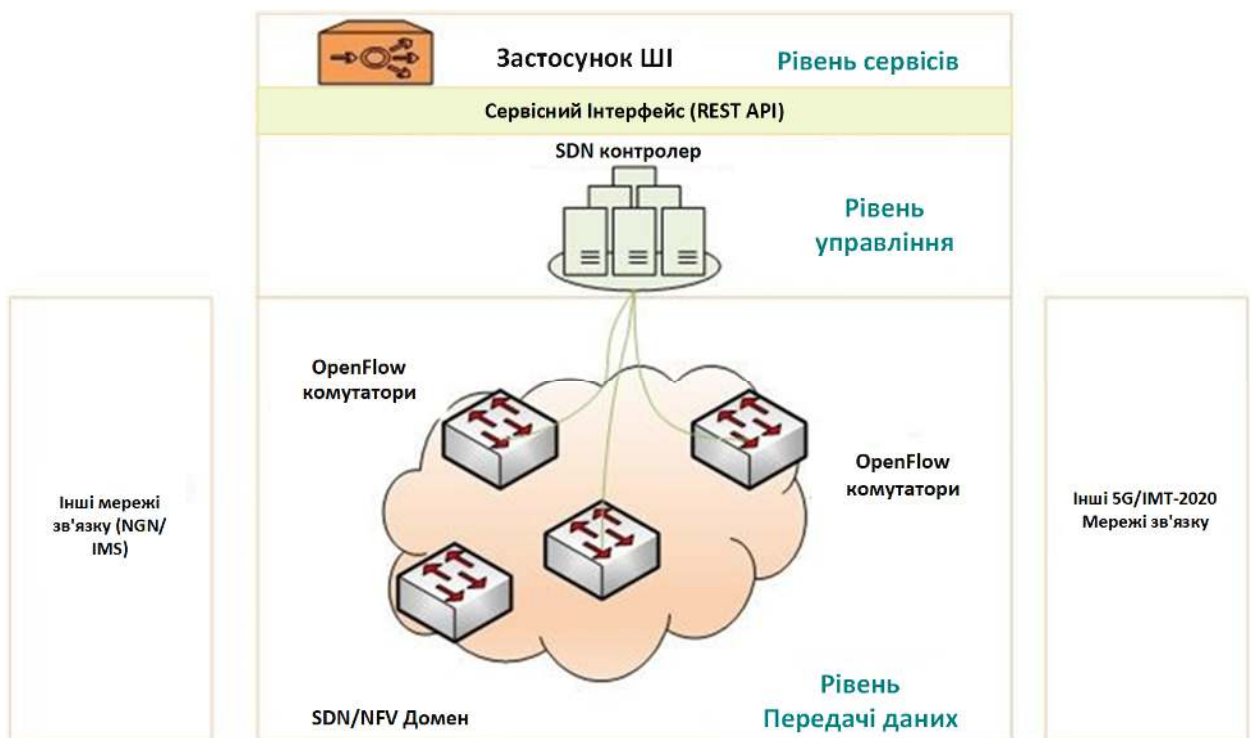 Застосунок ШІ
Рівень сервісів
Сервісний Інтерфейс (REST API)
SDN контролер
Рівень
управління
OpenFlow
комутатори
OpenFlow
комутатори
Інші мережі
зв'язку (NGN/
IMS)
Інші 5G/IMT-2020
Мережі зв'язку
SDN/NFV Домен
Рівень
Передачі даних